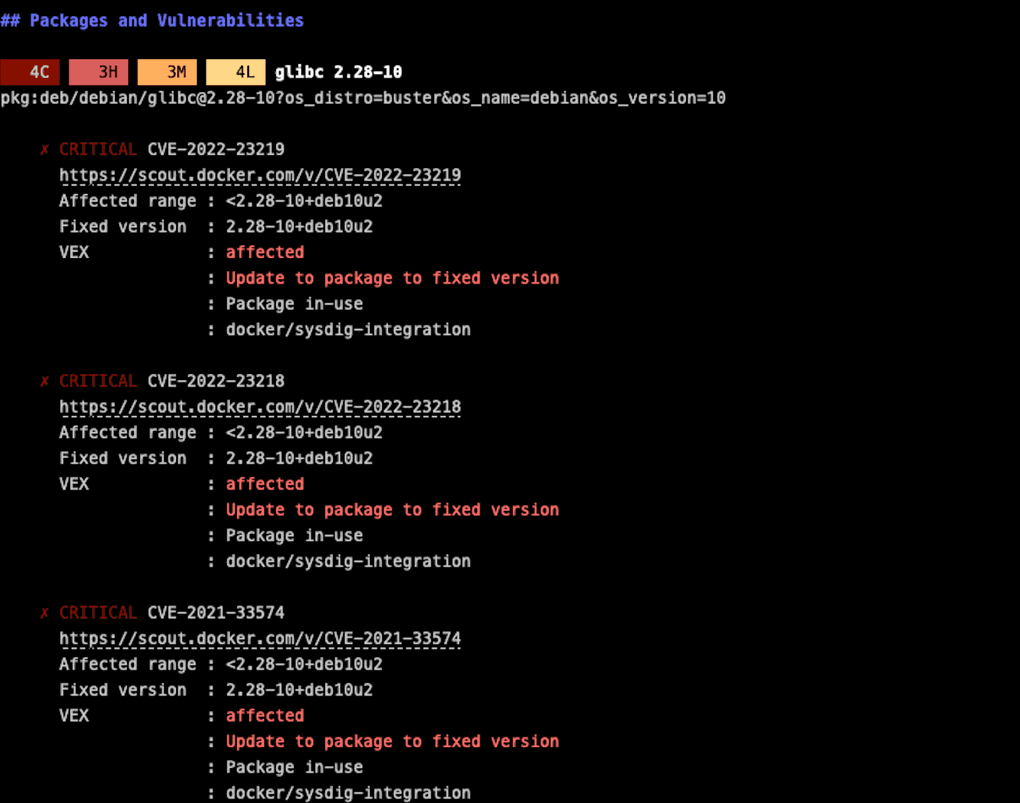 ## Packages and Vulnerabilities
4C 3H 3M 4L glibc 2.28-10
pkg:deb/debian/glibc@2.28-10?os_distro=buster&os_name=debian&os_version=10
✗ CRITICAL CVE-2022-23219
https://scout.docker.com/v/CVE-2022-23219
Affected range : <2.28-10+deb10u2
Fixed version : 2.28-10+deb10u2
VEX : affected
: Update to package to fixed version
: Package in-use
: docker/sysdig-integration
✗ CRITICAL CVE-2022-23218
https://scout.docker.com/v/CVE-2022-23218
Affected range : <2.28-10+deb10u2
Fixed version : 2.28-10+deb10u2
VEX : affected
: Update to package to fixed version
: Package in-use
: docker/sysdig-integration
✗ CRITICAL CVE-2021-33574
https://scout.docker.com/v/CVE-2021-33574
Affected range : <2.28-10+deb10u2
Fixed version : 2.28-10+deb10u2
VEX : affected
: Update to package to fixed version
: Package in-use
: docker/sysdig-integration